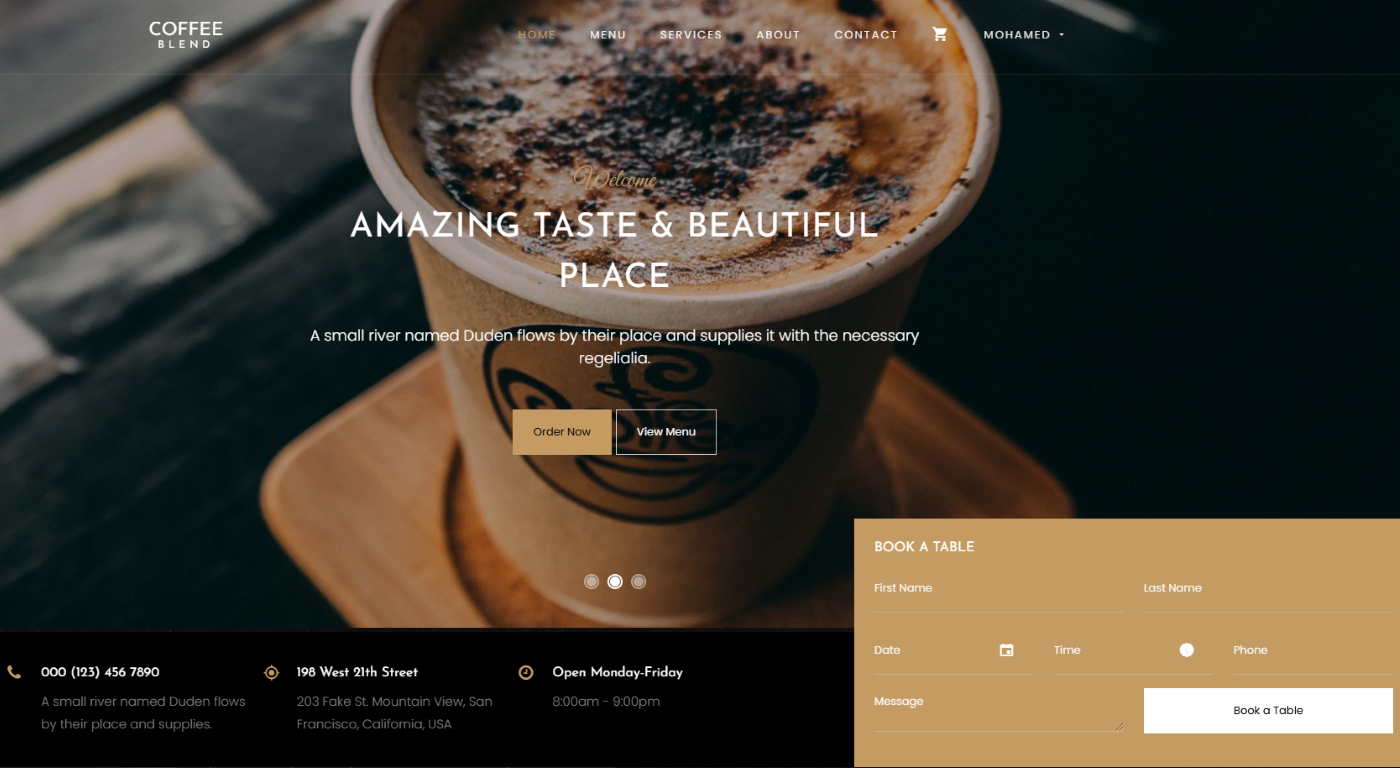 COFFEE
BLEND
HOME MENU SERVICES ABOUT CONTACT MOHAMED
Welcome
AMAZING TASTE & BEAUTIFUL
PLACE
A small river named Duden flows by their place and supplies it with the necessary
regelialia.
Order Now View Menu
BOOK A TABLE
First Name Last Name
Date Time Phone
Message Book a Table
000 (123) 456 7890
A small river named Duden flows
by their place and supplies.
198 West 21th Street
203 Fake St. Mountain View, San
Francisco, California, USA
Open Monday-Friday
8:00am - 9:00pm